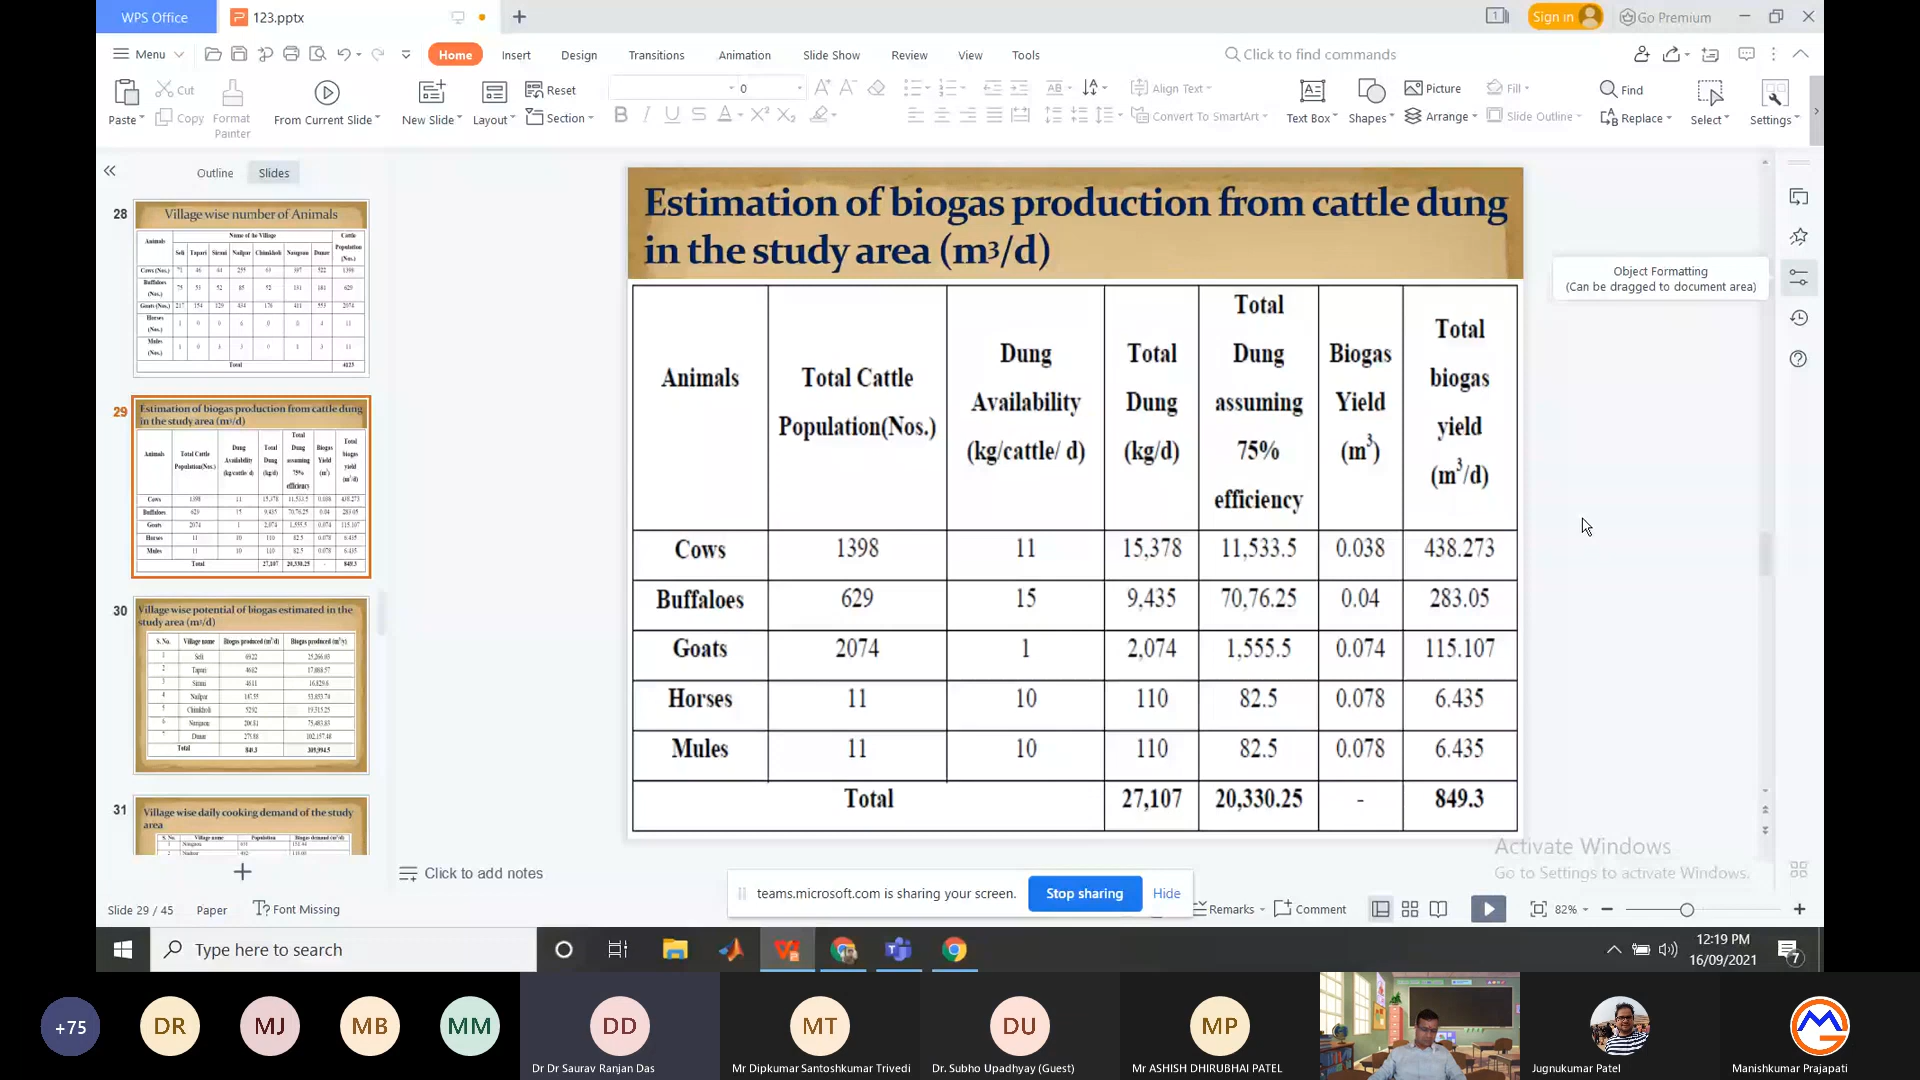 WPS Office
123.pptx
Sign in
Go Premium
Menu
Home
Insert
Design
Transitions
Animation
Slide Show
Review
View
Tools
Click to find commands
Paste
Cut
Copy
Format
Painter
From Current Slide
New Slide
Layout
Reset
Section
0
Align Text
Convert To SmartArt
Text Box
Shapes
Picture
Arrange
Fill
Slide Outline
Find
Replace
Select
Settings
Outline
Slides
28
Village wise number of Animals
29
Estimation of biogas production from cattle dung
in the study area (m3/d)
30
Village wise potential of biogas estimated in the
study area (m3/d)
31
Village wise daily cooking demand of the study
area
Estimation of biogas production from cattle dung
in the study area (m3/d)
Animals
Total Cattle
Population(Nos.)
Dung
Availability
(kg/cattle/ d)
Total
Dung
(kg/d)
Total
Dung
assuming
75%
efficiency
Biogas
Yield
(m³)
Total
biogas
yield
(m³/d)
Cows 1398 11 15,378 11,533.5 0.038 438.273
Buffaloes 629 15 9,435 70,76.25 0.04 283.05
Goats 2074 1 2,074 1,555.5 0.074 115.107
Horses 11 10 110 82.5 0.078 6.435
Mules 11 10 110 82.5 0.078 6.435
Total 27,107 20,330.25 - 849.3
Object Formatting
(Can be dragged to document area)
Activate Windows
Go to Settings to activate Windows.
Click to add notes
teams.microsoft.com is sharing your screen.
Stop sharing
Hide
Slide 29 / 45
Paper
Font Missing
Remarks
Comment
82%
Type here to search
12:19 PM
16/09/2021
7
+75
DR
MJ
MB
MM
DD
MT
DU
MP
Dr Dr Saurav Ranjan Das
Mr Dipkumar Santoshkumar Trivedi
Dr. Subho Upadhyay (Guest)
Mr ASHISH DHIRUBHAI PATEL
Jugnukumar Patel
Manishkumar Prajapati